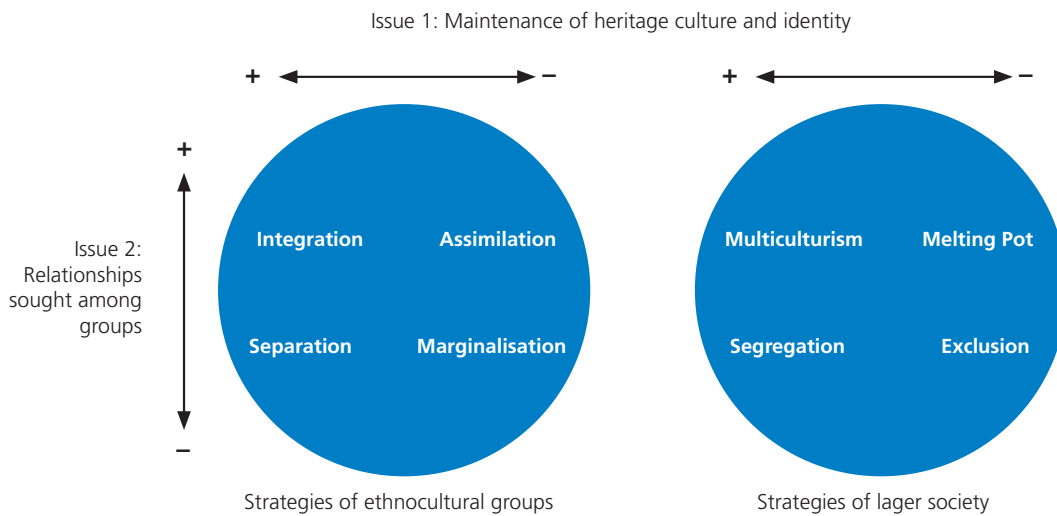 Issue 1: Maintenance of heritage culture and identity
+ − + −
+
Issue 2:
Relationships
sought among
groups
−
Integration Assimilation
Separation Marginalisation
Multiculturism Melting Pot
Segregation Exclusion
Strategies of ethnocultural groups
Strategies of lager society